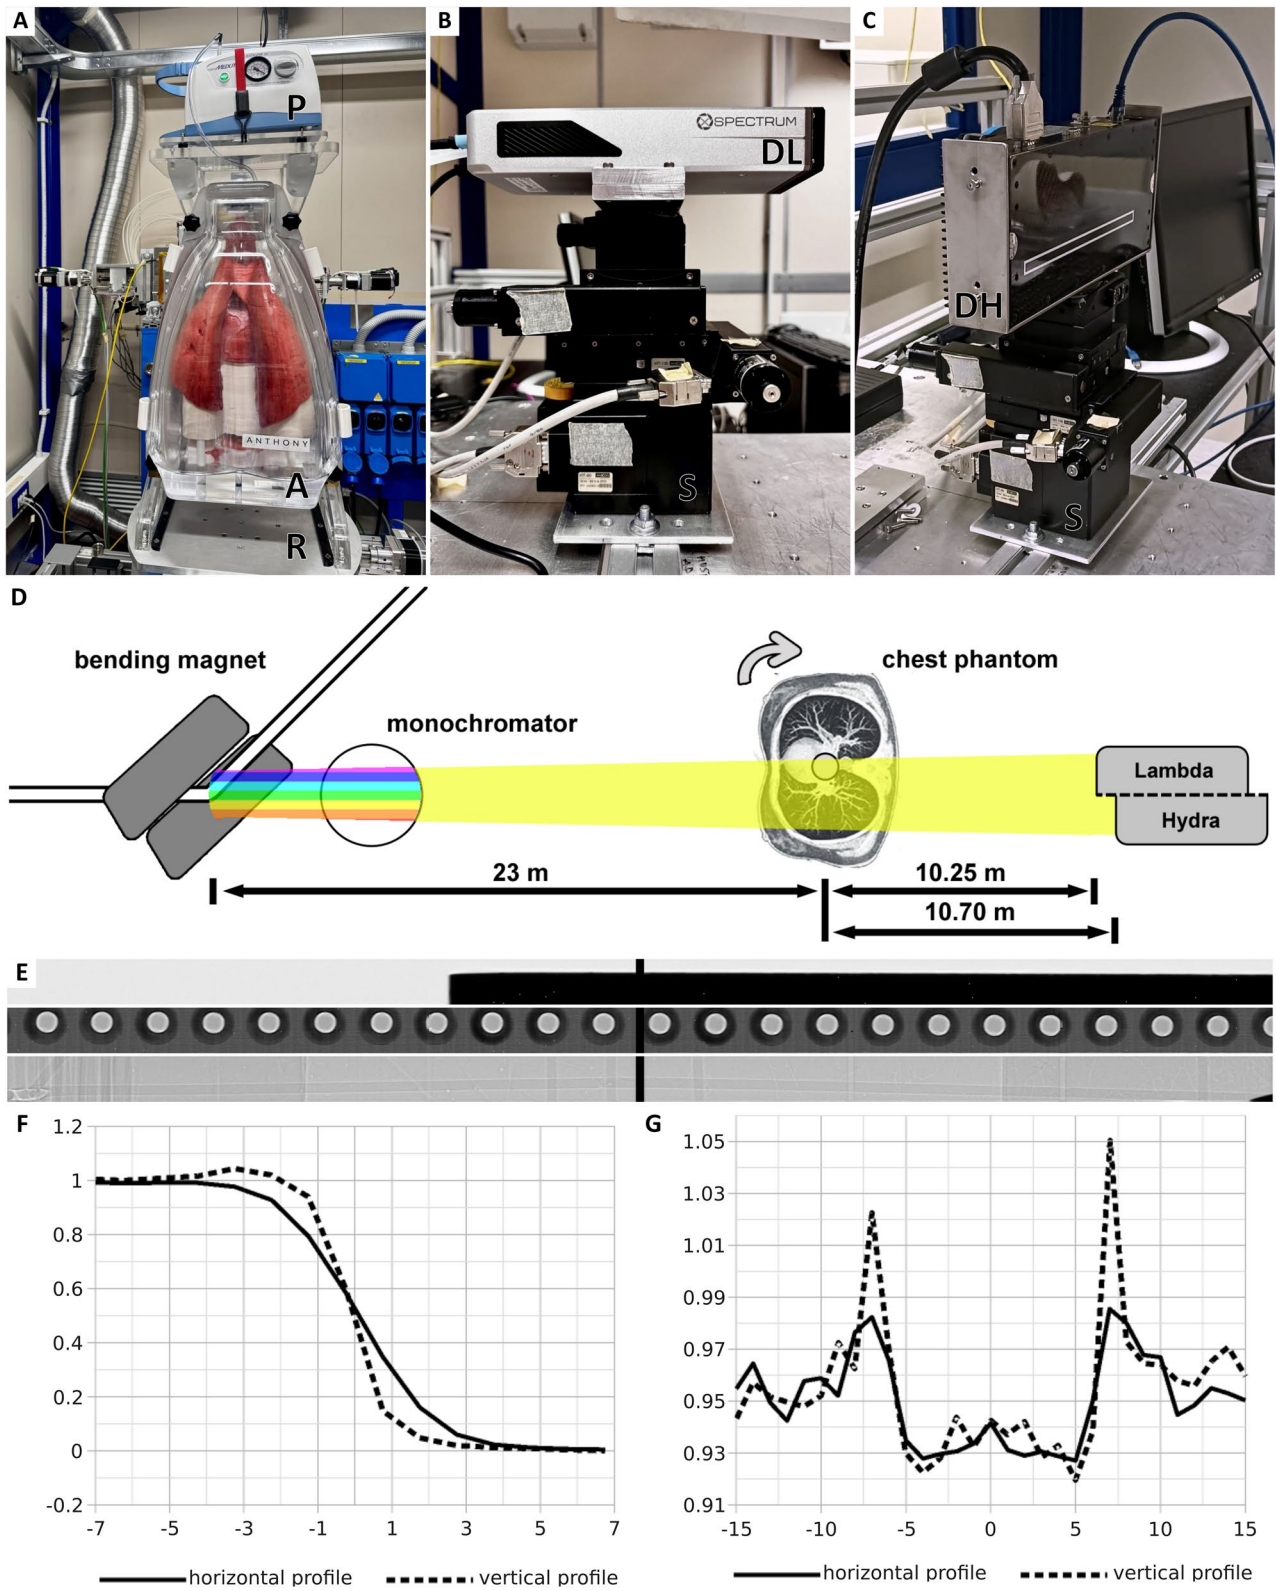 A
P
ANTHONY
A
R
B
SPECTRUM
DL
S
C
DH
S
D
bending magnet
monochromator
chest phantom
Lambda
Hydra
23 m
10.25 m
10.70 m
E
F
1.2
1
0.8
0.6
0.4
0.2
0
-0.2
-7 -5 -3 -1 1 3 5 7
horizontal profile vertical profile
G
1.05
1.03
1.01
0.99
0.97
0.95
0.93
0.91
-15 -10 -5 0 5 10 15
horizontal profile vertical profile